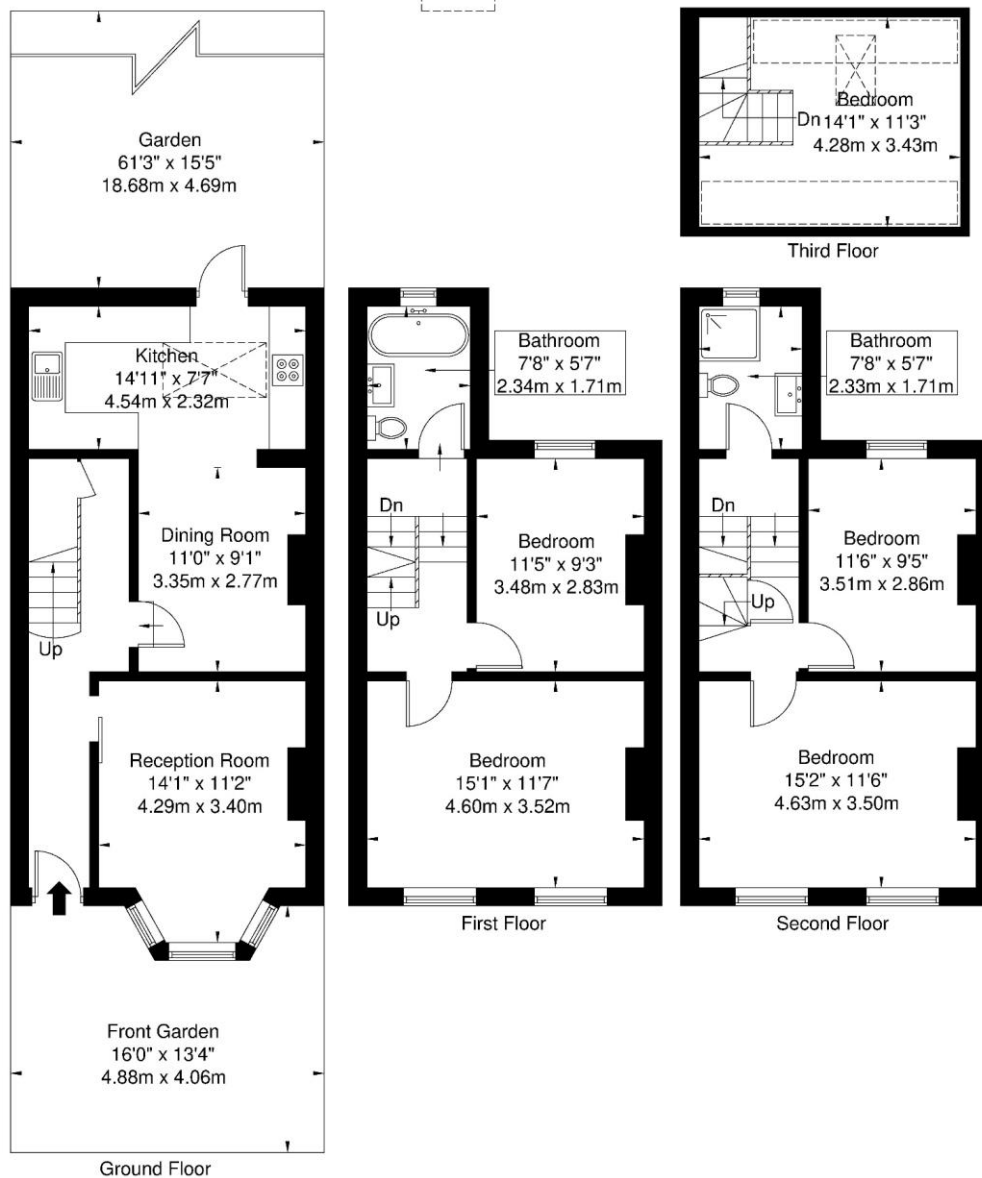 Garden
61'3" x 15'5"
18.68m x 4.69m
Kitchen
14'11" x 7'7"
4.54m x 2.32m
Dining Room
11'0" x 9'1"
3.35m x 2.77m
Up
Reception Room
14'1" x 11'2"
4.29m x 3.40m
Front Garden
16'0" x 13'4"
4.88m x 4.06m
Ground Floor
Bathroom
7'8" x 5'7"
2.34m x 1.71m
Dn
Up
Bedroom
11'5" x 9'3"
3.48m x 2.83m
Bedroom
15'1" x 11'7"
4.60m x 3.52m
First Floor
Bedroom
Dn
14'1" x 11'3"
4.28m x 3.43m
Third Floor
Bathroom
7'8" x 5'7"
2.33m x 1.71m
Dn
Up
Bedroom
11'6" x 9'5"
3.51m x 2.86m
Bedroom
15'2" x 11'6"
4.63m x 3.50m
Second Floor